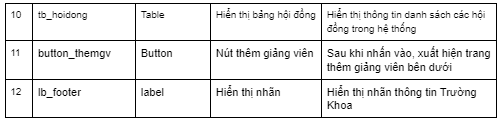 10 tb_hoidong Table Hiển thị bảng hội đồng Hiển thị thông tin danh sách các hội
đồng trong hệ thống
11 button_themgv Button Nút thêm giảng viên Sau khi nhấn vào, xuất hiện trang
thêm giảng viên bên dưới
12 lb_footer label Hiển thị nhãn Hiển thị nhãn thông tin Trường
Khoa